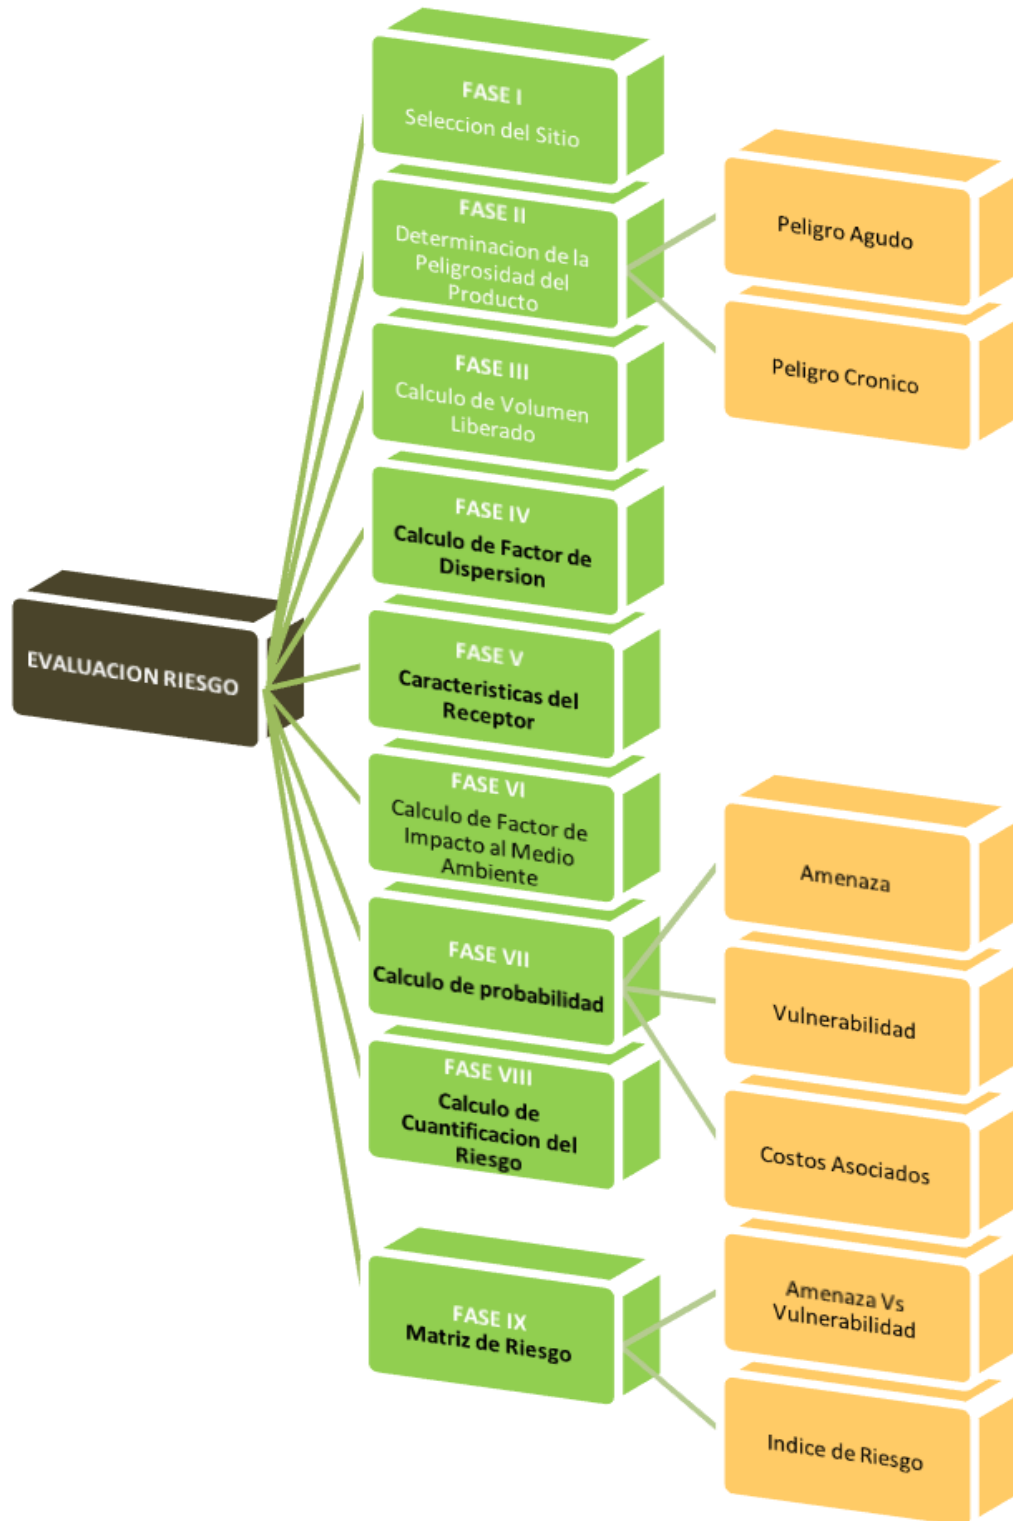 EVALUACION RIESGO
FASE I
Seleccion del Sitio
FASE II
Determinacion de la
Peligrosidad del
Producto
Peligro Agudo
Peligro Cronico
FASE III
Calculo de Volumen
Liberado
FASE IV
Calculo de Factor de
Dispersion
FASE V
Caracteristicas del
Receptor
FASE VI
Calculo de Factor de
Impacto al Medio
Ambiente
FASE VII
Calculo de probabilidad
Amenaza
Vulnerabilidad
Costos Asociados
FASE VIII
Calculo de
Cuantificacion del
Riesgo
FASE IX
Matriz de Riesgo
Amenaza Vs
Vulnerabilidad
Indice de Riesgo